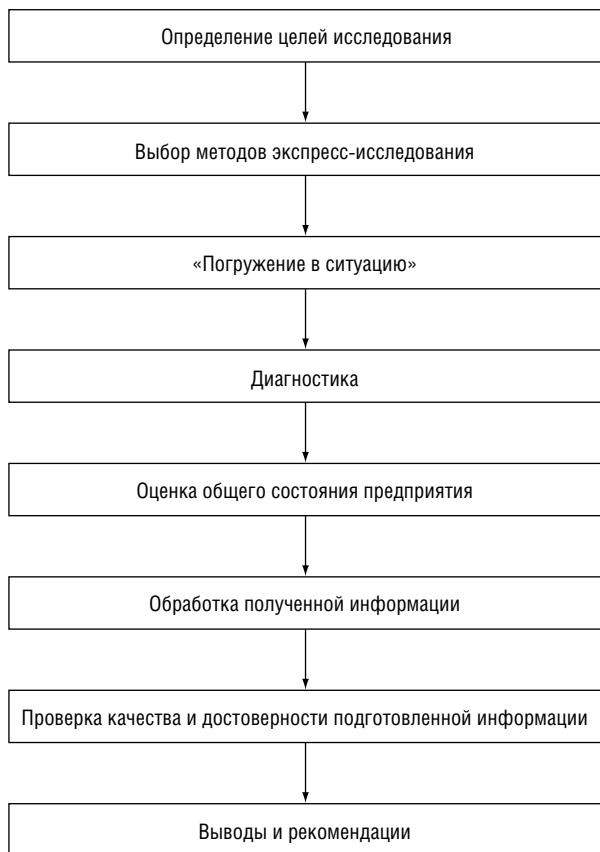 Определение целей исследования
Выбор методов экспресс-исследования
«Погружение в ситуацию»
Диагностика
Оценка общего состояния предприятия
Обработка полученной информации
Проверка качества и достоверности подготовленной информации
Выводы и рекомендации